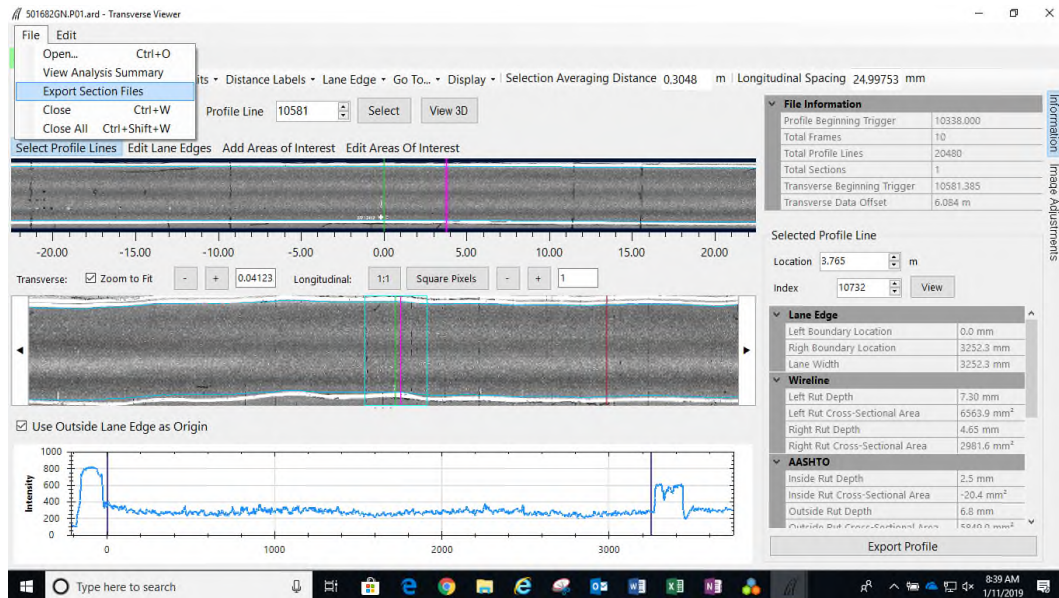 501682GN.P01.ard - Transverse Viewer
File Edit
Open... Ctrl+O
View Analysis Summary
Export Section Files
Close Ctrl+W
Close All Ctrl+Shift+W
Distance Labels Lane Edge Go To... Display Selection Averaging Distance 0.3048 m Longitudinal Spacing 24.99753 mm
Profile Line 10581 Select View 3D
Select Profile Lines Edit Lane Edges Add Areas of Interest Edit Areas Of Interest
-20.00 -15.00 -10.00 -5.00 0.00 5.00 10.00 15.00 20.00
Transverse: Zoom to Fit - + 0.04123 Longitudinal: 1:1 Square Pixels - + 1
Use Outside Lane Edge as Origin
Intensity
1000
800
600
400
200
0
0 1000 2000 3000
File Information
Profile Beginning Trigger 10338.000
Total Frames 10
Total Profile Lines 20480
Total Sections 1
Transverse Beginning Trigger 10581.385
Transverse Data Offset 6.084 m
Selected Profile Line
Location 3.765 m
Index 10732 View
Lane Edge
Left Boundary Location 0.0 mm
Righ Boundary Location 3252.3 mm
Lane Width 3252.3 mm
Wireline
Left Rut Depth 7.30 mm
Left Rut Cross-Sectional Area 6563.9 mm²
Right Rut Depth 4.65 mm
Right Rut Cross-Sectional Area 2981.6 mm²
AASHTO
Inside Rut Depth 2.5 mm
Inside Rut Cross-Sectional Area -20.4 mm²
Outside Rut Depth 6.8 mm
Outside Rut Cross-Sectional Area 5849.0 mm²
Export Profile
Information
Image Adjustments
Type here to search
8:39 AM
1/11/2019